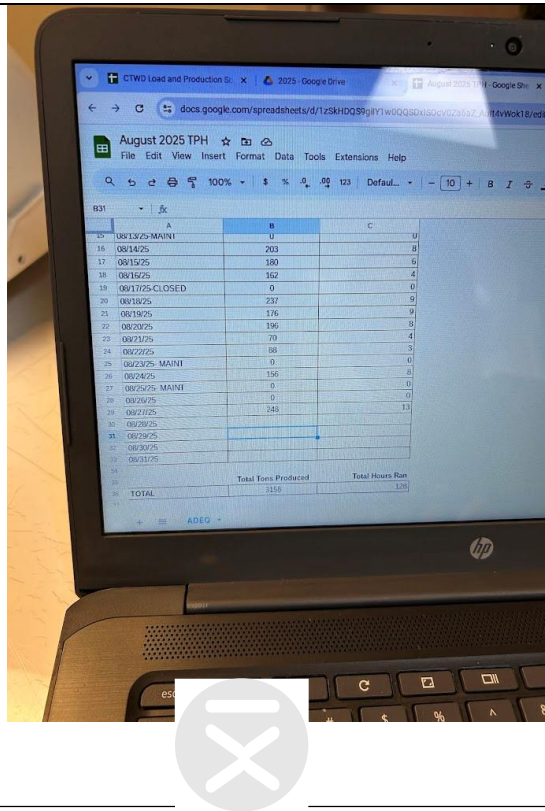 CTWD Load and Production Sc × 2025 - Google Drive × August 2025 TPH - Google She ×
August 2025 TPH
File Edit View Insert Format Data Tools Extensions Help
100% $ % .0 .00 123 Defaul... − 10 + B I
B31 fx
A B C
15 08/13/25-MAINT 0 0
16 08/14/25 203 8
17 08/15/25 180 6
18 08/16/25 162 4
19 08/17/25-CLOSED 0 0
20 08/18/25 237 9
21 08/19/25 176 9
22 08/20/25 196 8
23 08/21/25 70 4
24 08/22/25 88 3
25 08/23/25- MAINT 0 0
26 08/24/25 156 8
27 08/25/25- MAINT 0 0
28 08/26/25 0 0
29 08/27/25 248 13
30 08/28/25
31 08/29/25
32 08/30/25
33 08/31/25
34
35 Total Tons Produced Total Hours Ran
36 TOTAL 3158 126
+ ADEQ
hp
esc
# $ % ^